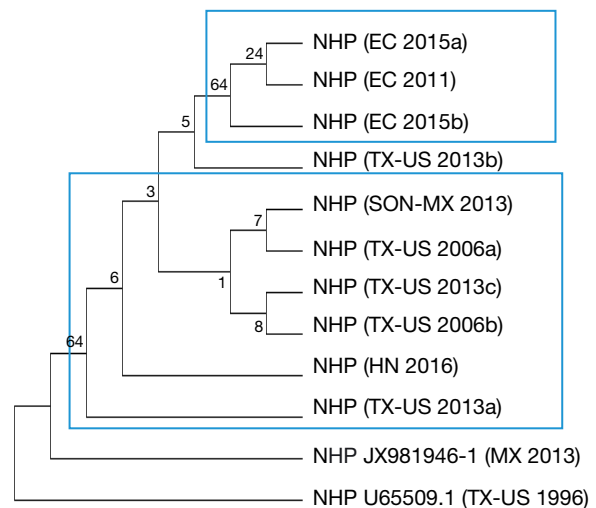 NHP (EC 2015a)
24
NHP (EC 2011)
64
NHP (EC 2015b)
5
NHP (TX-US 2013b)
3
NHP (SON-MX 2013)
7
NHP (TX-US 2006a)
6
1
NHP (TX-US 2013c)
8
NHP (TX-US 2006b)
64
NHP (HN 2016)
NHP (TX-US 2013a)
NHP JX981946-1 (MX 2013)
NHP U65509.1 (TX-US 1996)